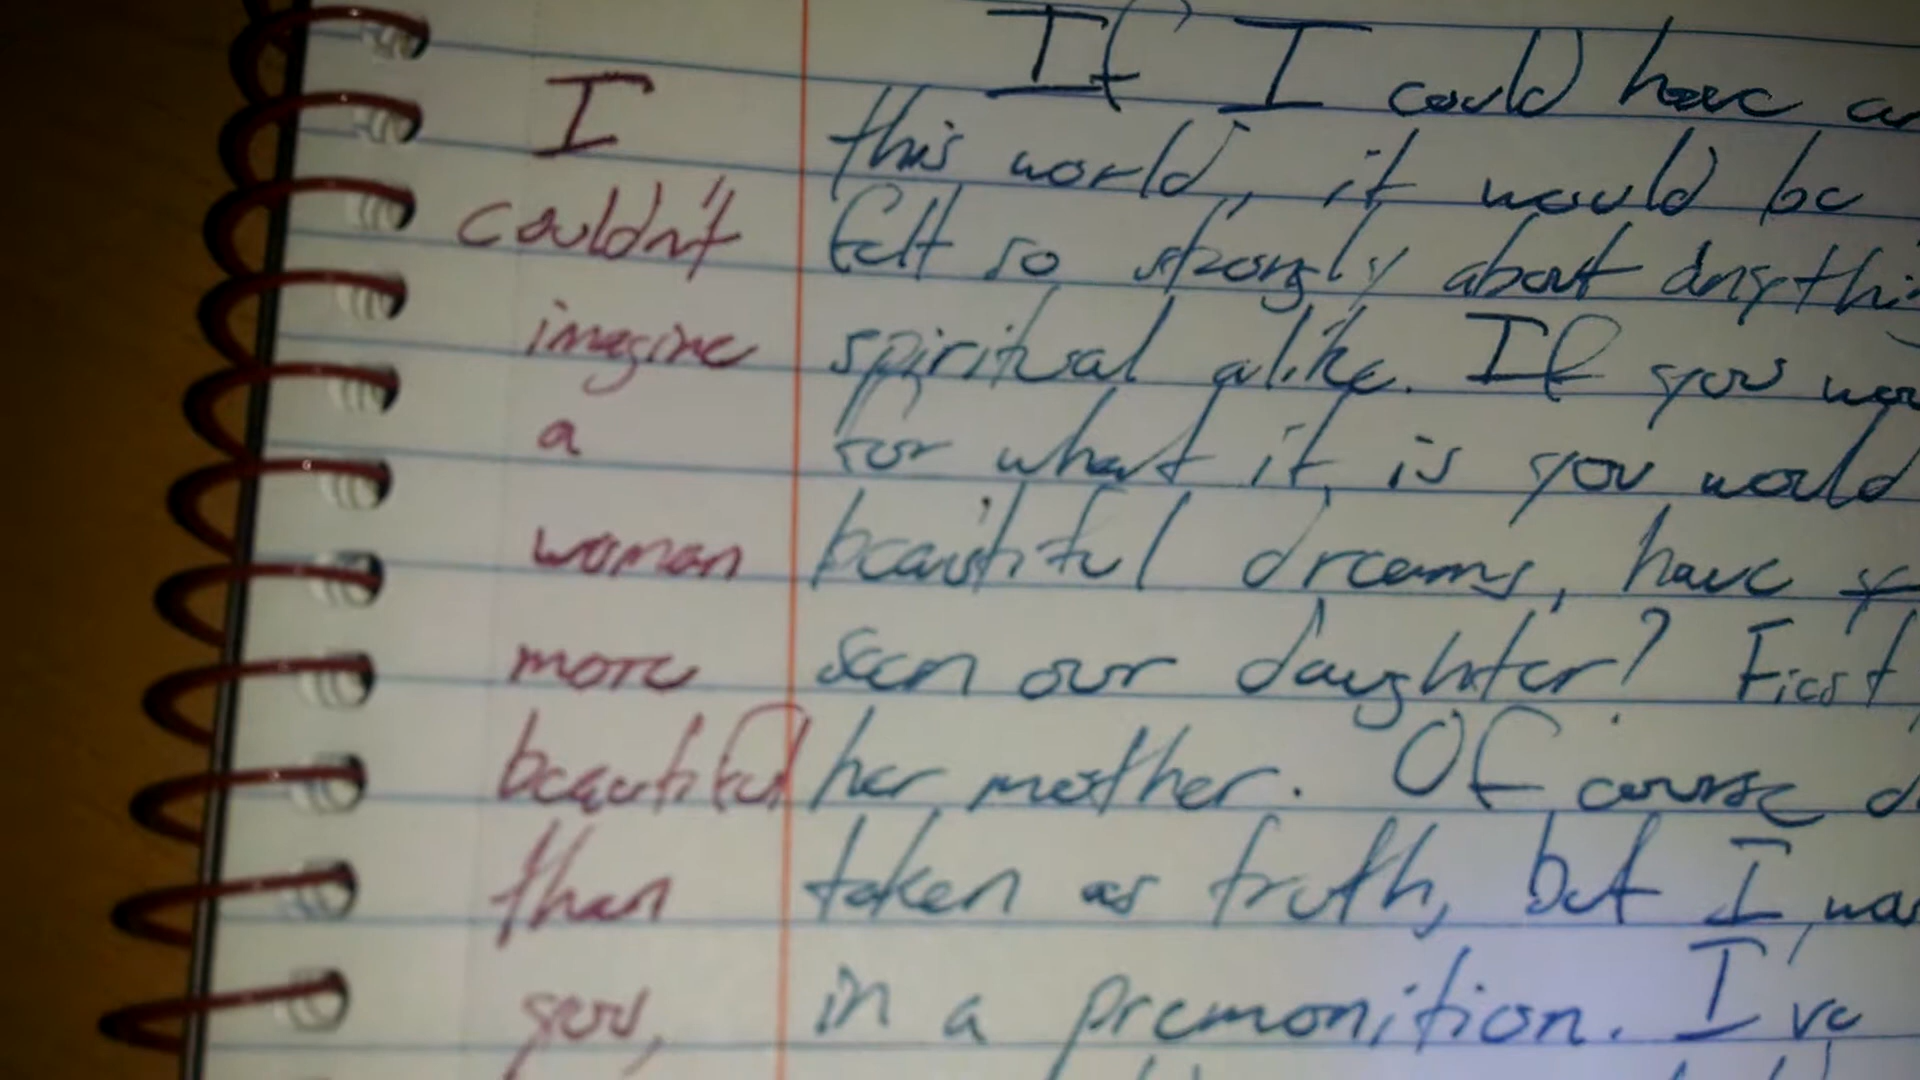 I
couldn't
imagine
a
woman
more
beautiful
than
you,
If I could have
this world, it would be
felt so strongly about
spiritual alike. If you
for what it is you would
beautiful dreams, have
seen our daughter? First,
her mother. Of course
taken as truth, but I
in a premonition. I've